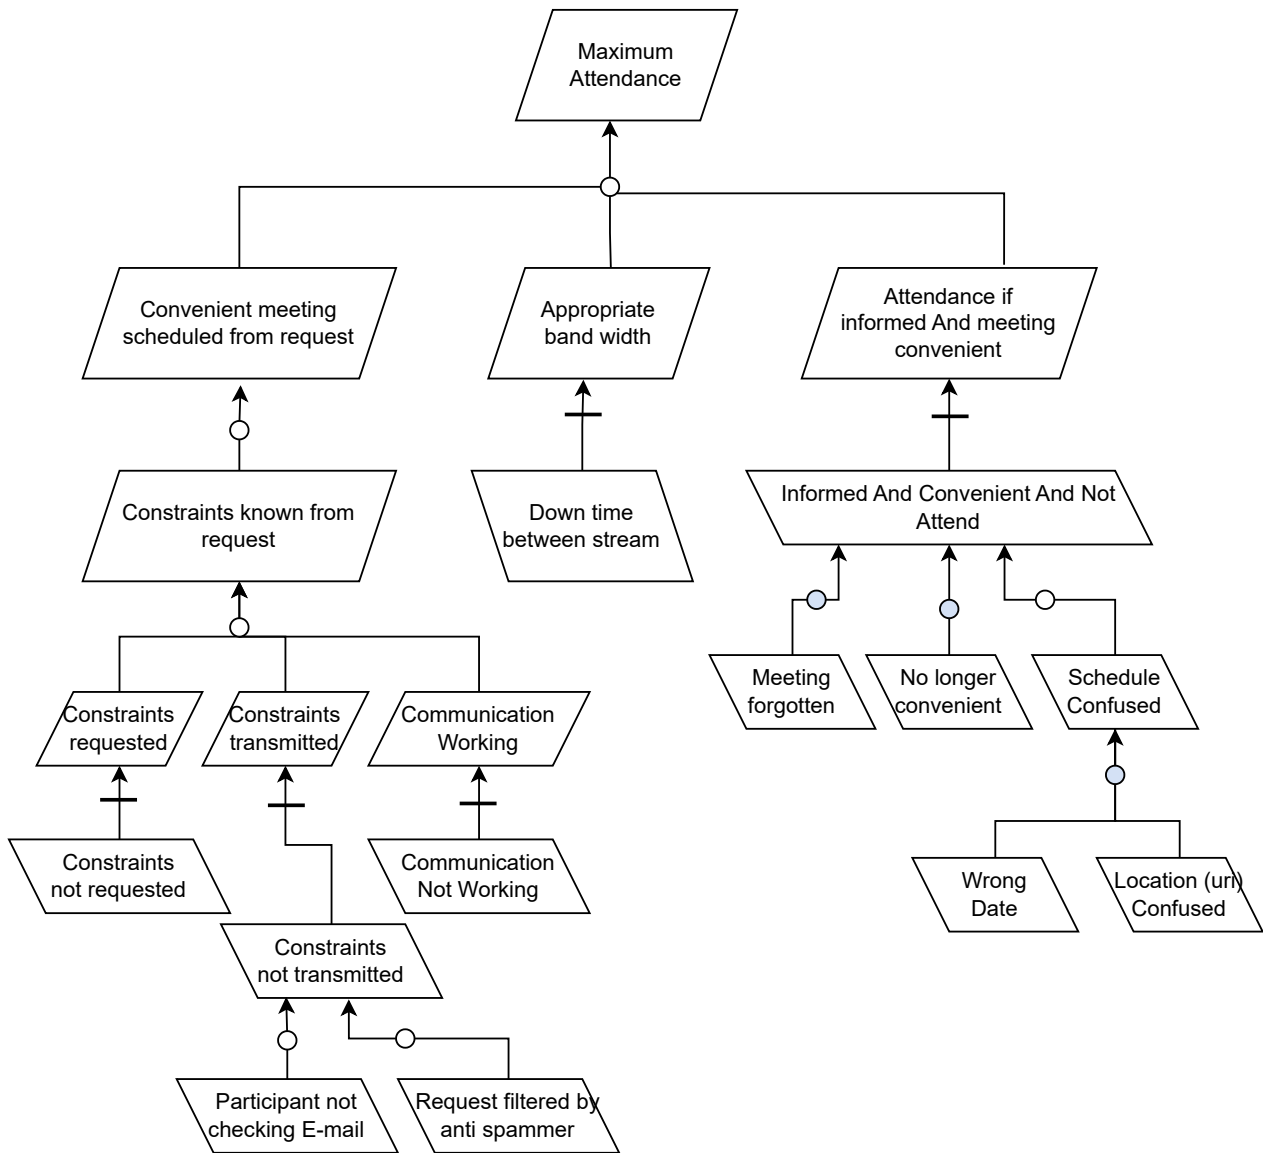 Maximum
Attendance
Convenient meeting
scheduled from request
Appropriate
band width
Attendance if
informed And meeting
convenient
Constraints known from
request
Down time
between stream
Informed And Convenient And Not
Attend
Constraints
requested
Constraints
transmitted
Communication
Working
Meeting
forgotten
No longer
convenient
Schedule
Confused
Constraints
not requested
Communication
Not Working
Wrong
Date
Location (uri)
Confused
Constraints
not transmitted
Participant not
checking E-mail
Request filtered by
anti spammer